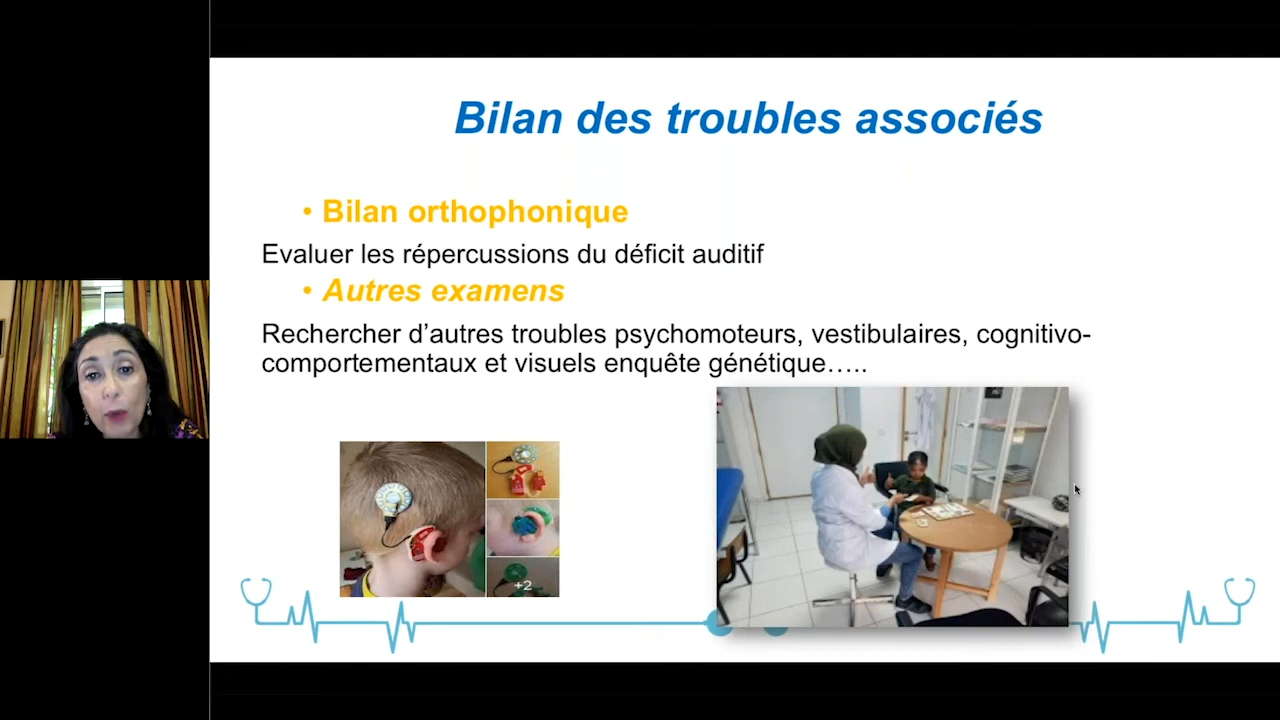 Bilan des troubles associés
• Bilan orthophonique
Evaluer les répercussions du déficit auditif
• Autres examens
Rechercher d’autres troubles psychomoteurs, vestibulaires, cognitivo-
comportementaux et visuels enquête génétique…..
+2